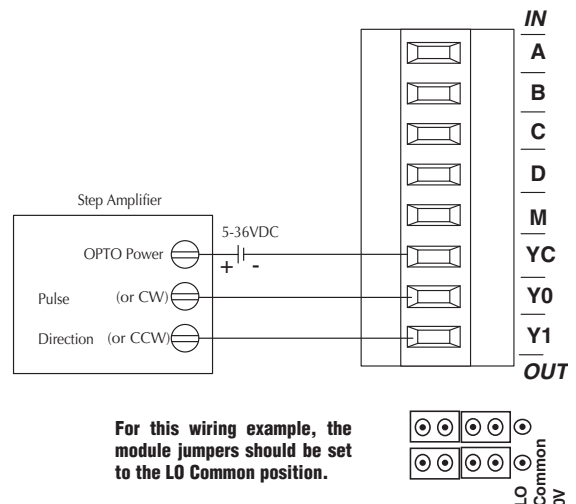 IN
A
B
C
D
M
YC
Y0
Y1
OUT
Step Amplifier
5-36VDC
OPTO Power
+ -
Pulse (or CW)
Direction (or CCW)
For this wiring example, the
module jumpers should be set
to the LO Common position.
LO
Common
0V